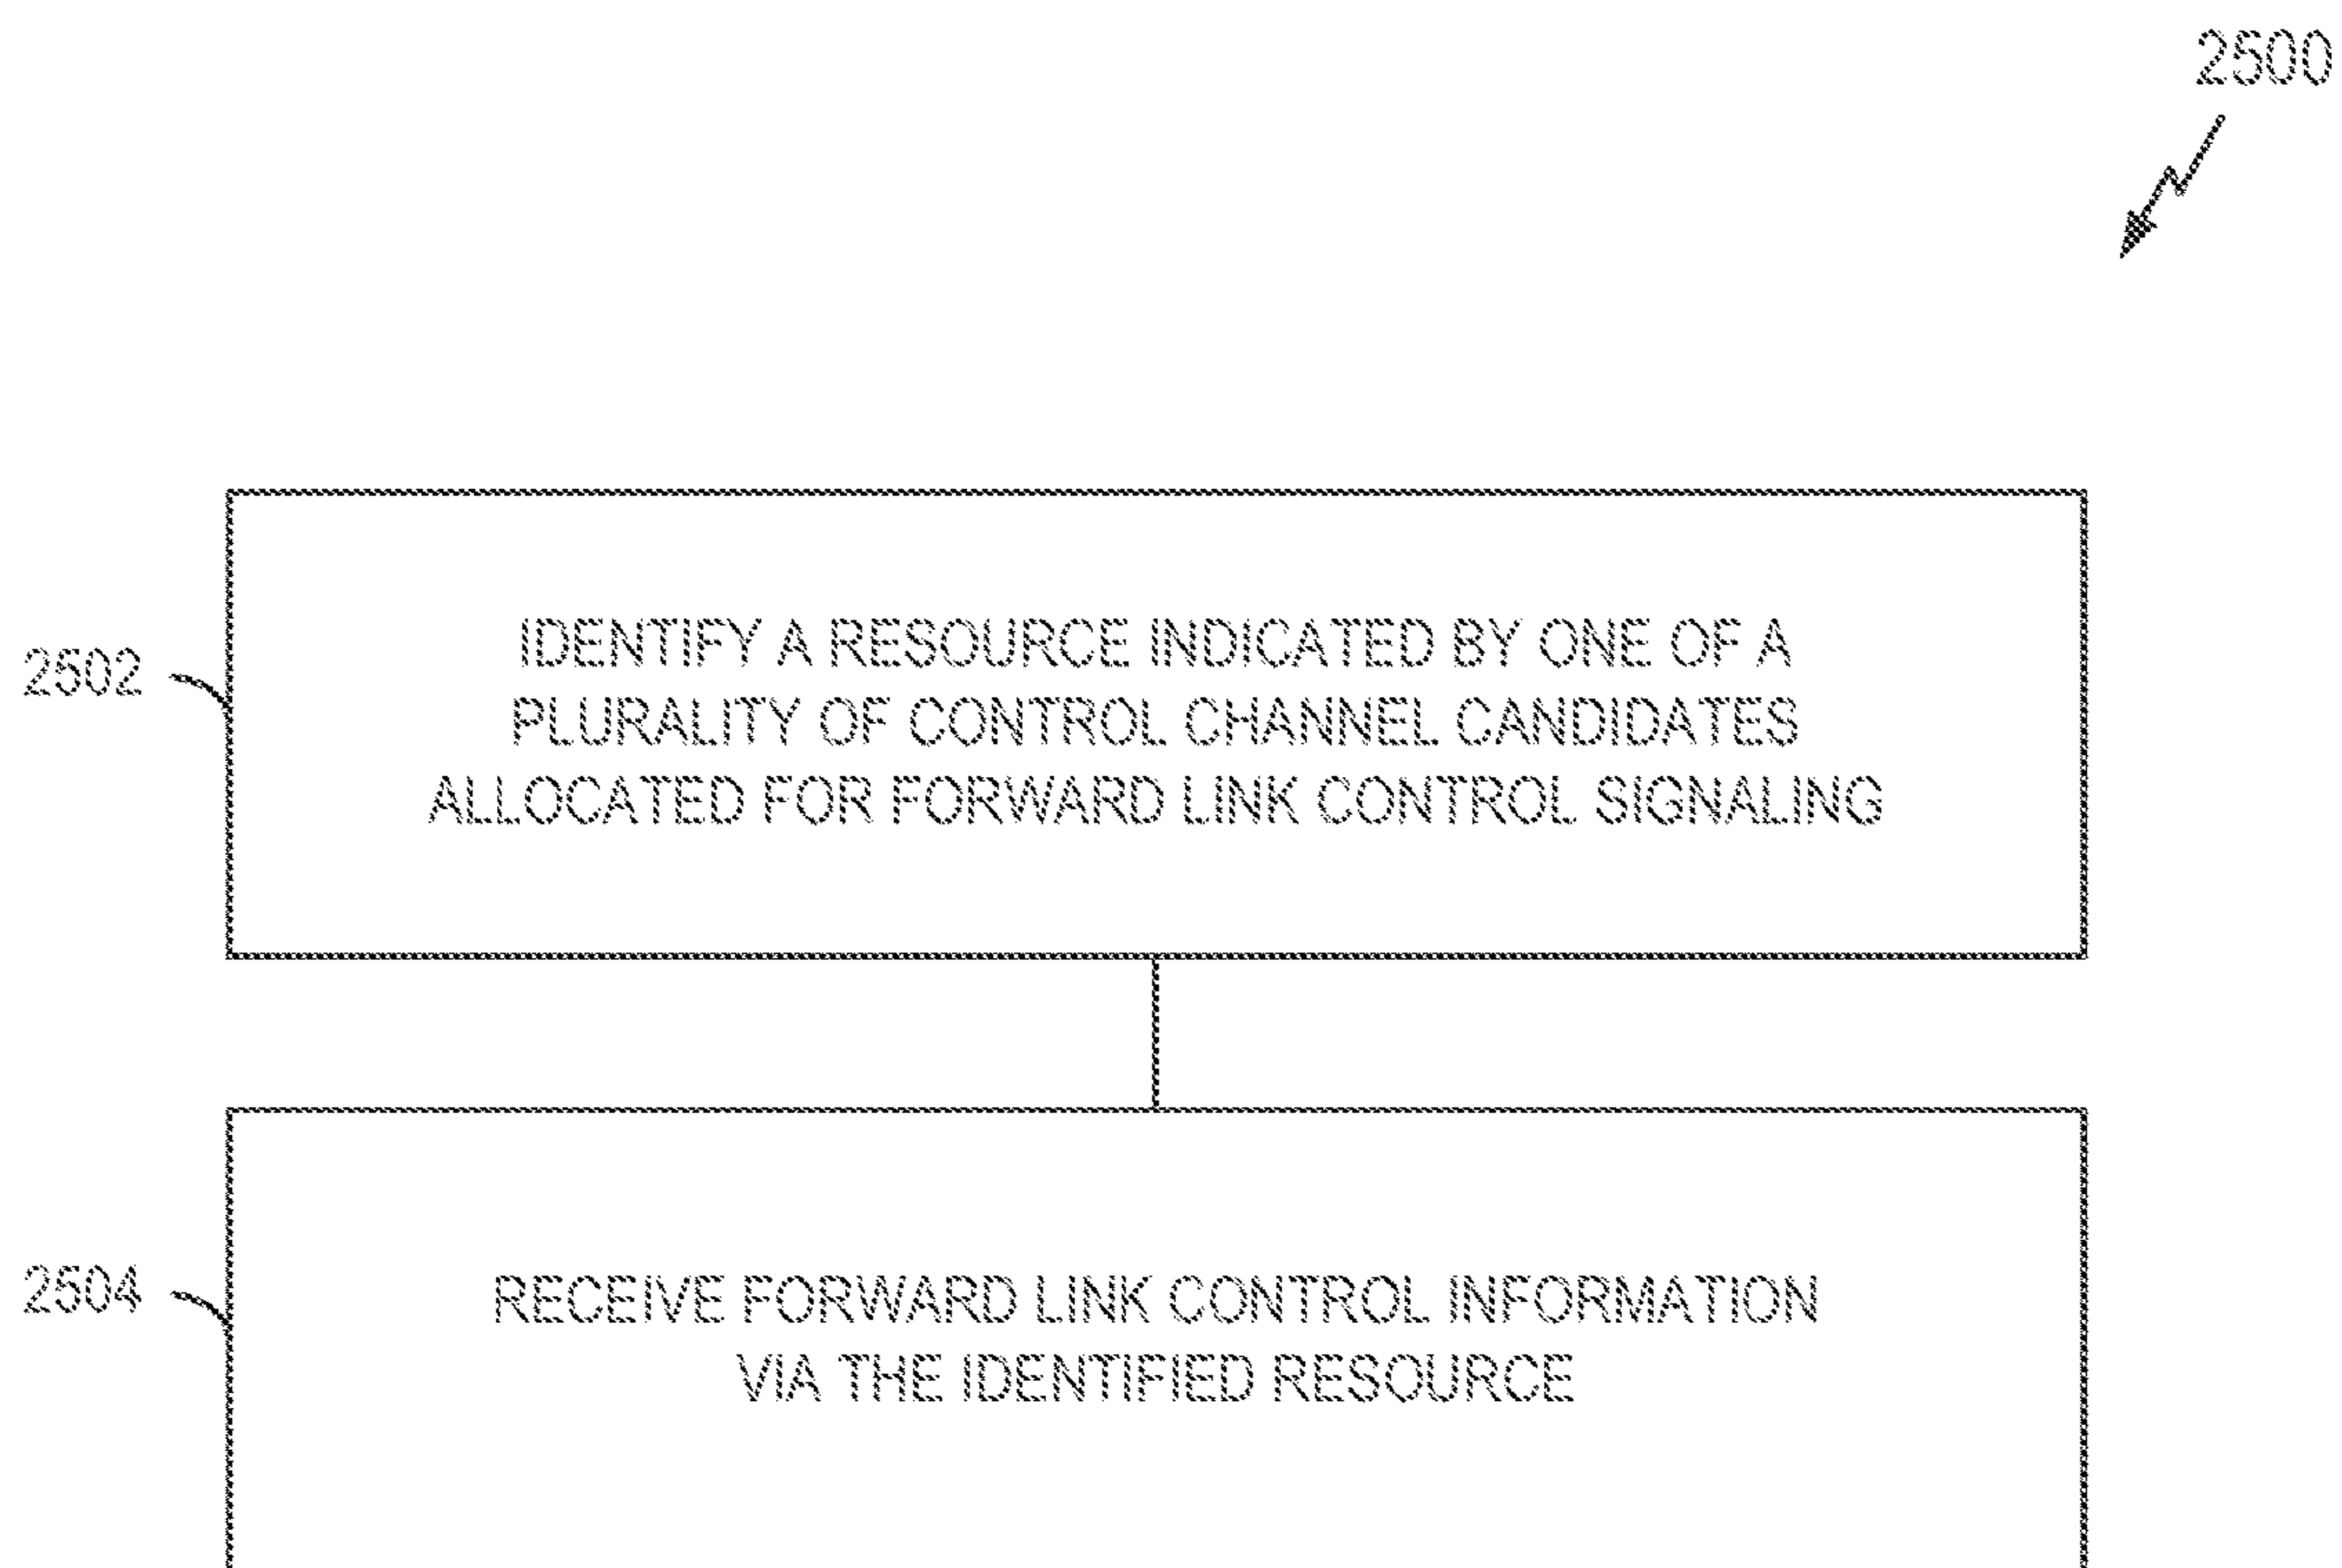 2500
2502
IDENTIFY A RESOURCE INDICATED BY ONE OF A
PLURALITY OF CONTROL CHANNEL CANDIDATES
ALLOCATED FOR FORWARD LINK CONTROL SIGNALING
2504
RECEIVE FORWARD LINK CONTROL INFORMATION
VIA THE IDENTIFIED RESOURCE